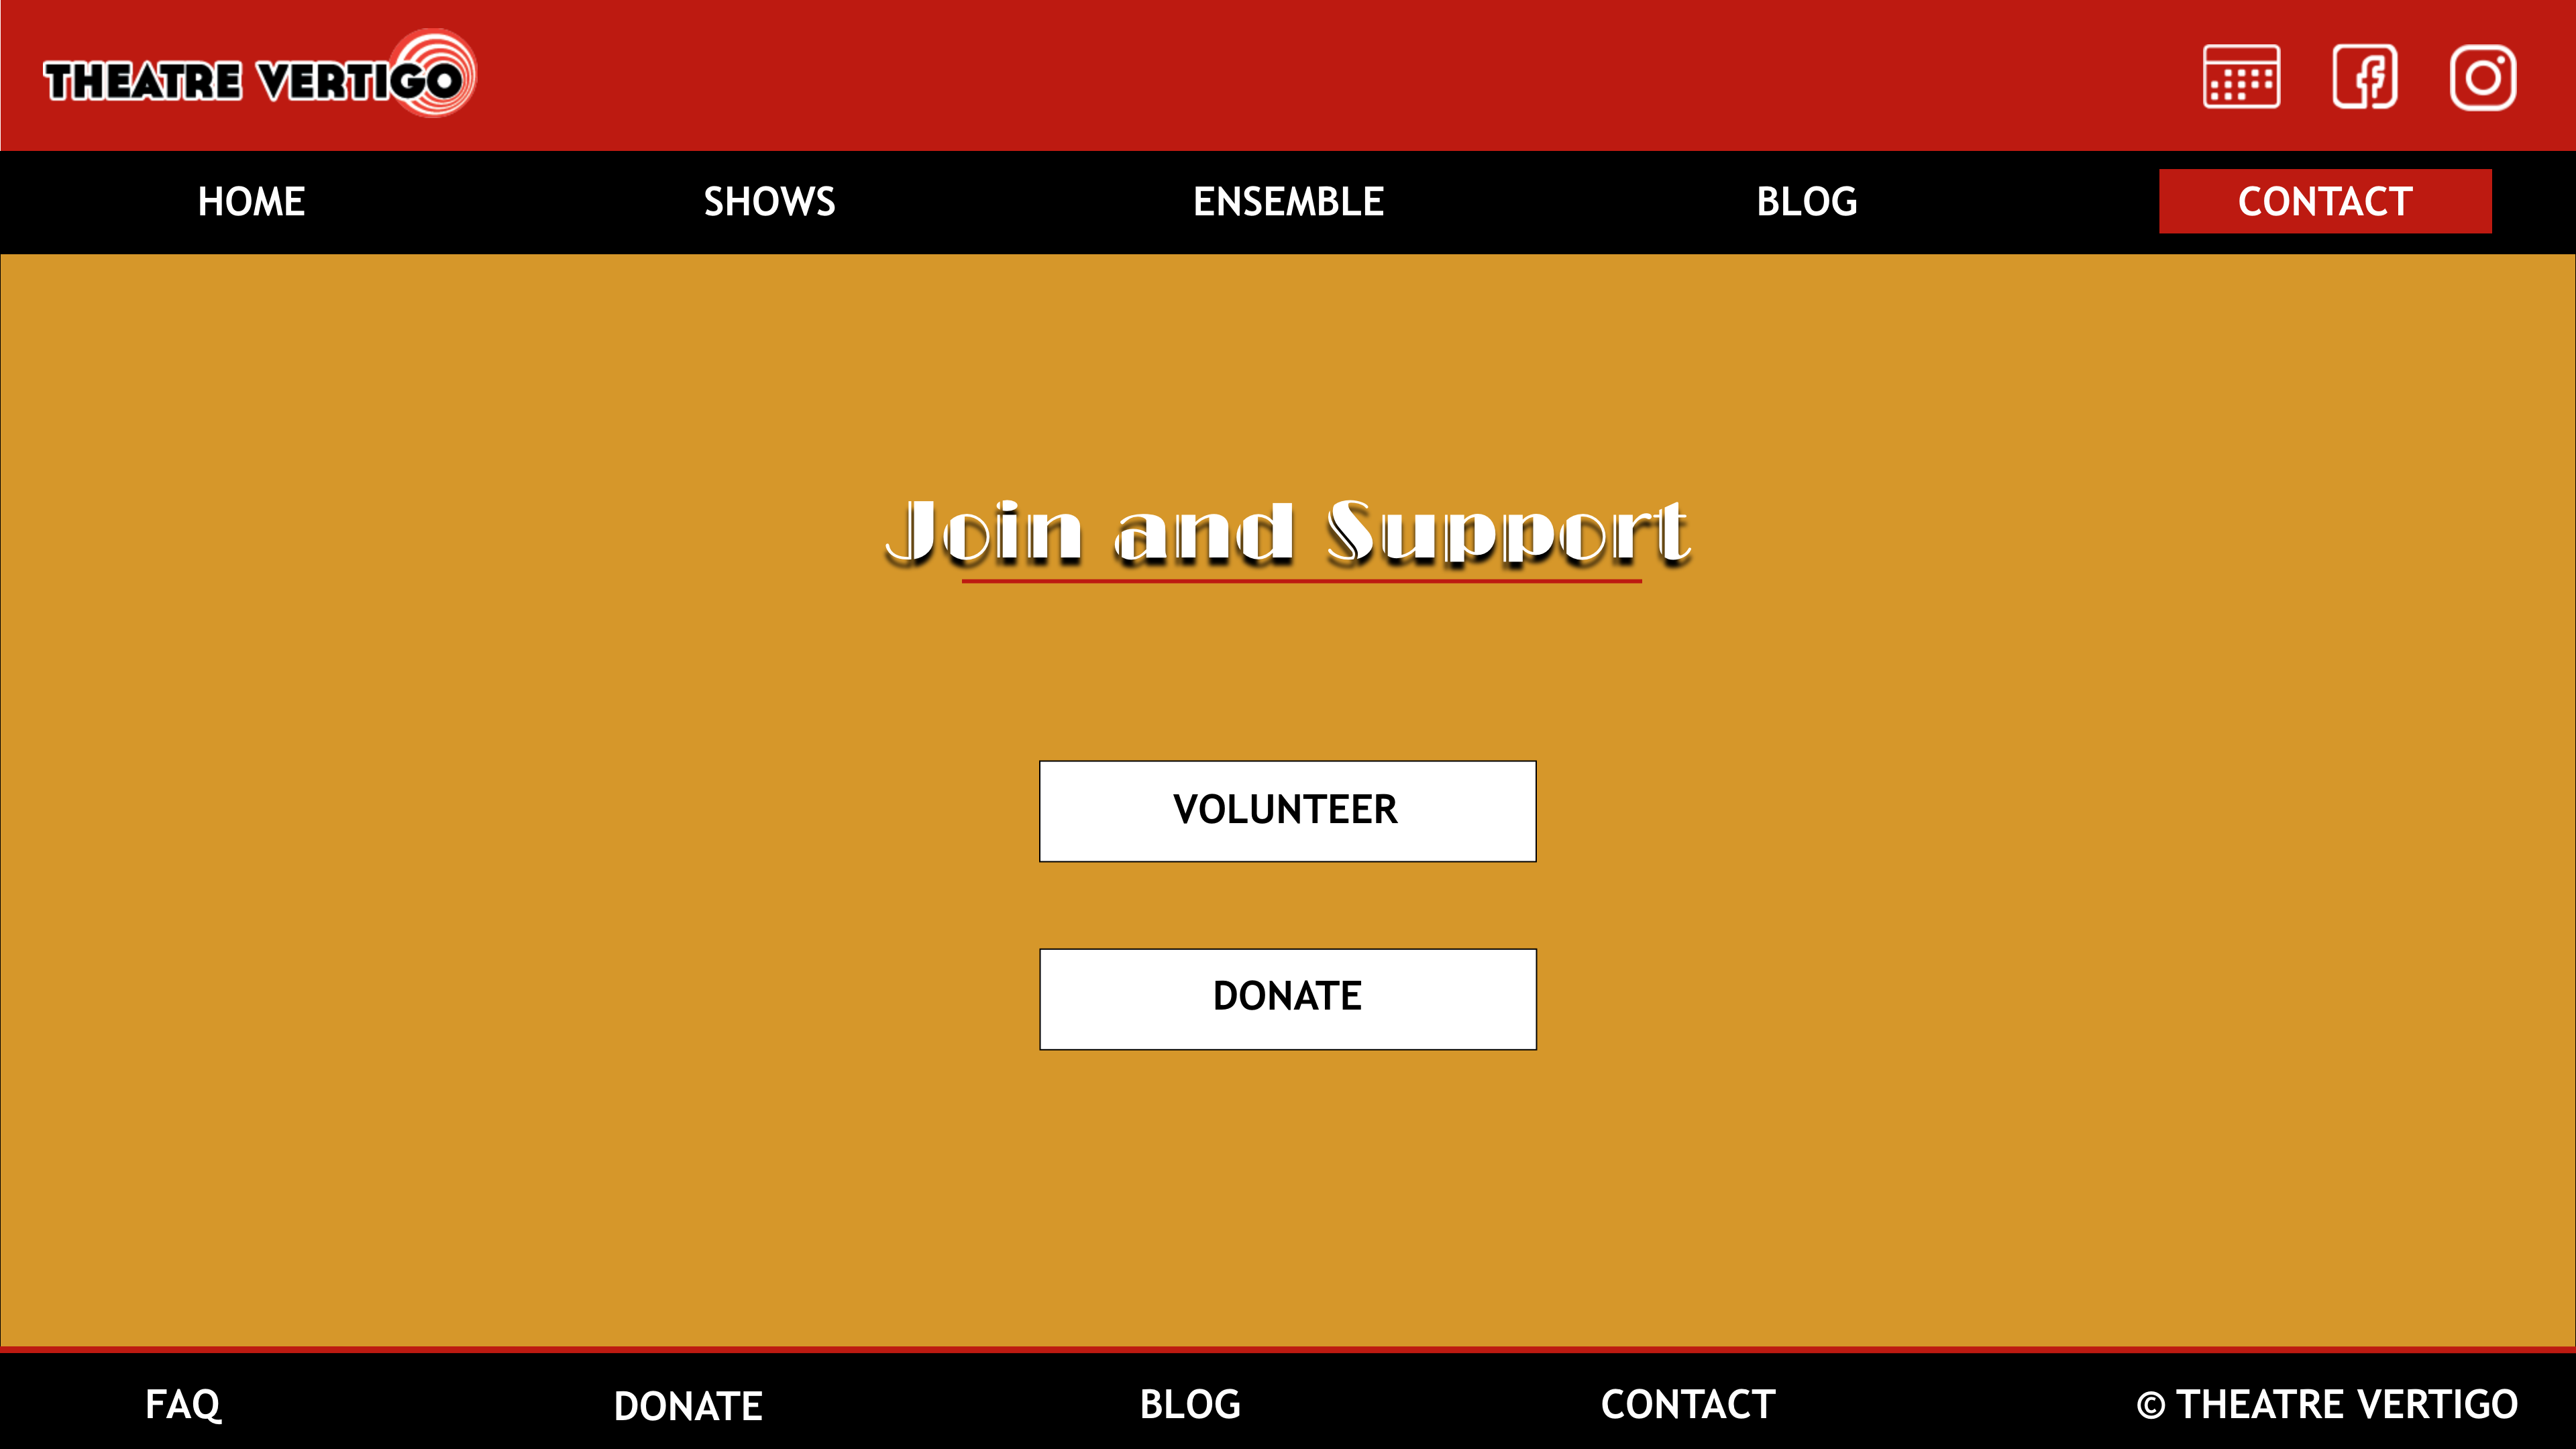 THEATRE VERTIGO
HOME SHOWS ENSEMBLE BLOG CONTACT
Join and Support
VOLUNTEER
DONATE
FAQ DONATE BLOG CONTACT © THEATRE VERTIGO